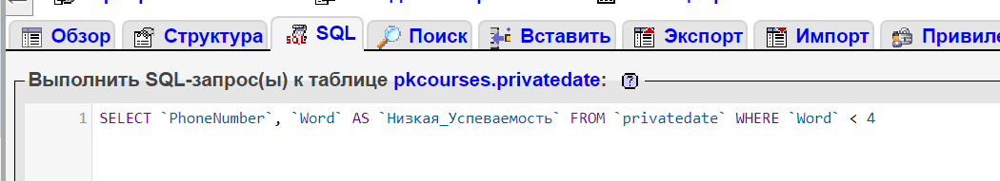 Обзор Структура SQL Поиск Вставить Экспорт Импорт
Выполнить SQL-запрос(ы) к таблице pkcourses.privatedate:
1 SELECT `PhoneNumber`, `Word` AS `Низкая_Успеваемость` FROM `privatedate` WHERE `Word` < 4